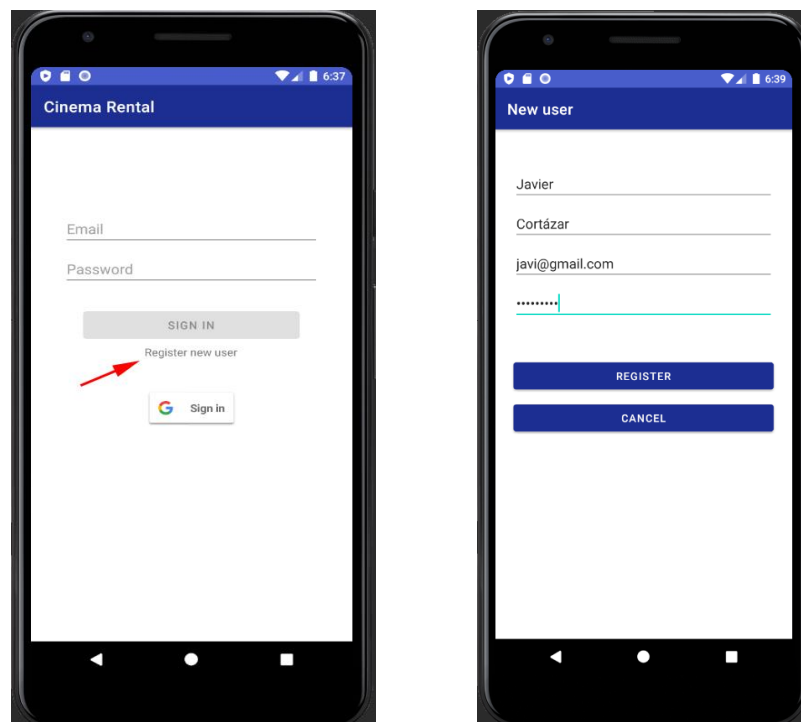 6:37
Cinema Rental
Email
Password
SIGN IN
Register new user
G Sign in
6:39
New user
Javier
Cortázar
javi@gmail.com
•••••••••
REGISTER
CANCEL